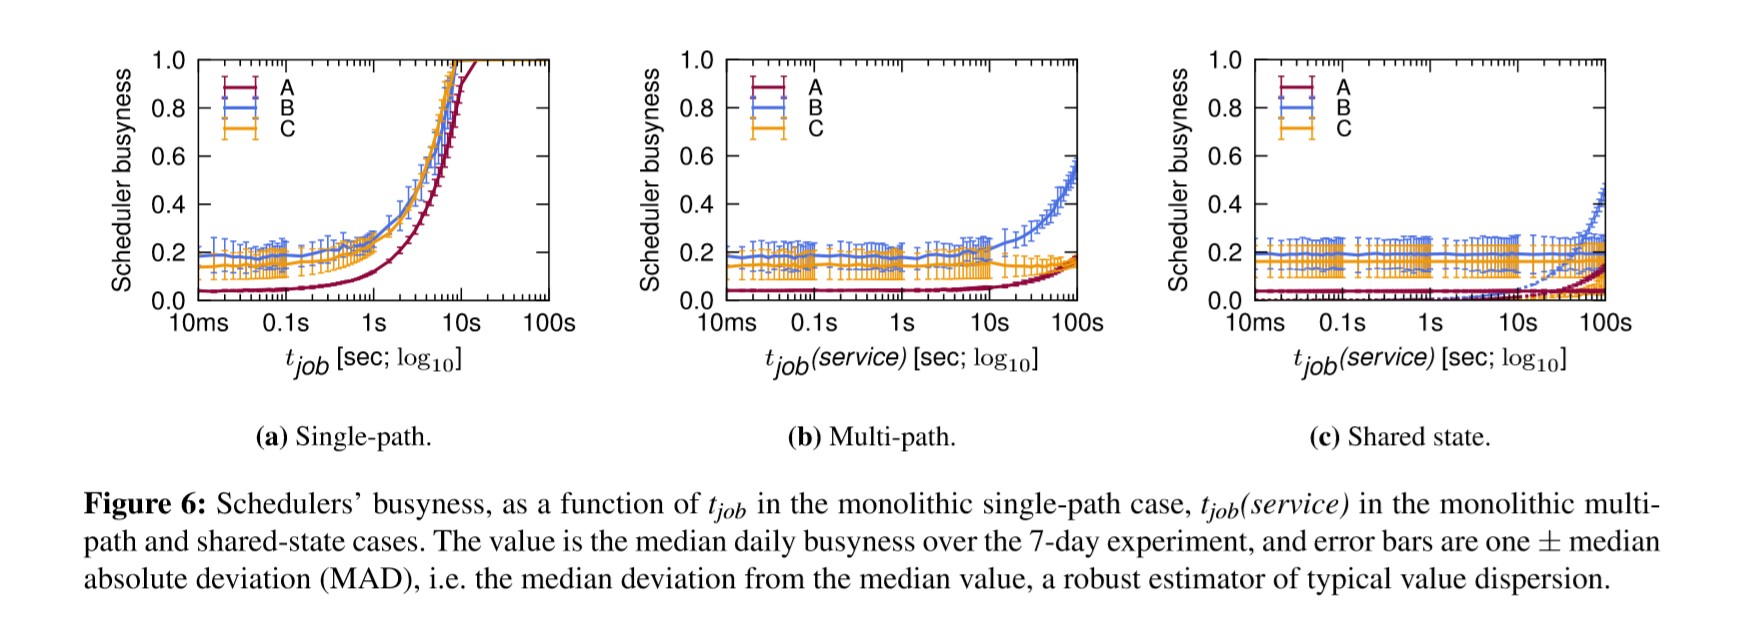 1.0
0.8
0.6
0.4
0.2
0.0
Scheduler busyness
A
B
C
10ms 0.1s 1s 10s 100s
t_job [sec; log₁₀]
(a) Single-path.
1.0
0.8
0.6
0.4
0.2
0.0
Scheduler busyness
A
B
C
10ms 0.1s 1s 10s 100s
t_job(service) [sec; log₁₀]
(b) Multi-path.
1.0
0.8
0.6
0.4
0.2
0.0
Scheduler busyness
A
B
C
10ms 0.1s 1s 10s 100s
t_job(service) [sec; log₁₀]
(c) Shared state.
Figure 6: Schedulers’ busyness, as a function of t_job in the monolithic single-path case, t_job(service) in the monolithic multi-
path and shared-state cases. The value is the median daily busyness over the 7-day experiment, and error bars are one ± median
absolute deviation (MAD), i.e. the median deviation from the median value, a robust estimator of typical value dispersion.